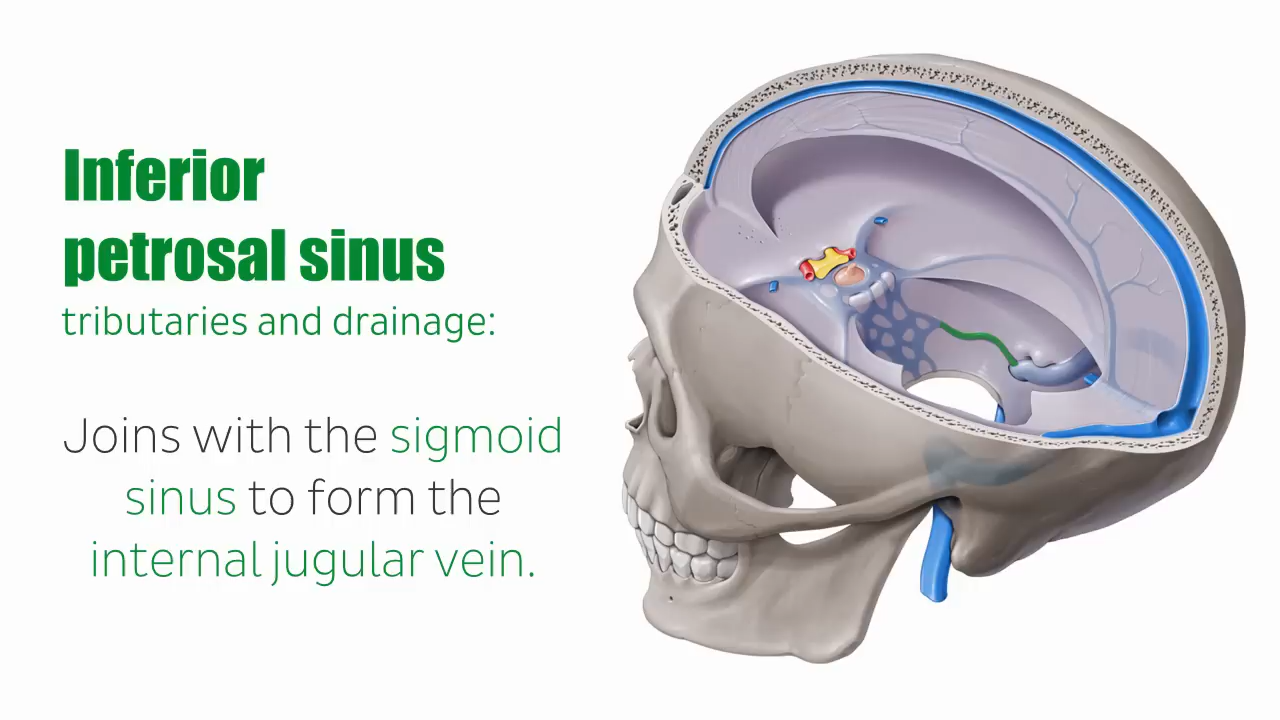 Inferior
petrosal sinus
tributaries and drainage:
Joins with the sigmoid
sinus to form the
internal jugular vein.